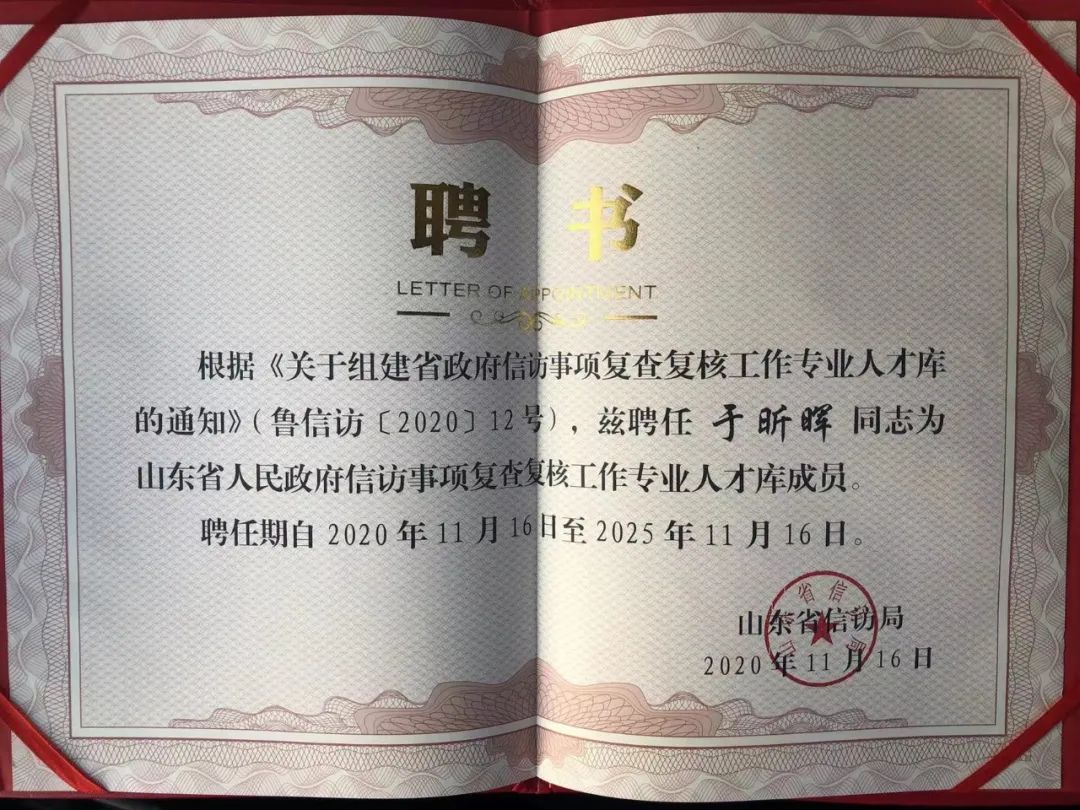 聘书
LETTER OF APPOINTMENT
根据《关于组建省政府信访事项复查复核工作专业人才库
的通知》(鲁信访〔2020〕12号)，兹聘任 于昕晖 同志为
山东省人民政府信访事项复查复核工作专业人才库成员。
聘任期自 2020 年 11 月 16 日至 2025 年 11 月 16 日。
山东省信访局
2020 年 11 月 16 日